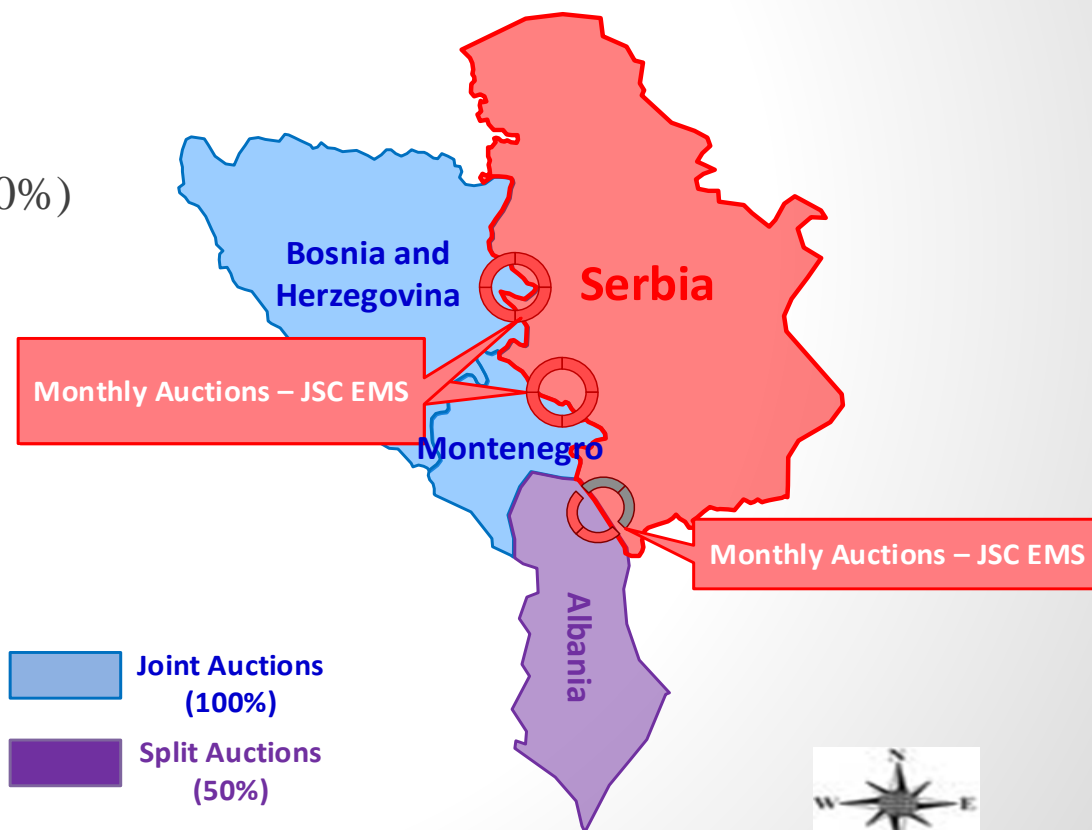 0%)
Bosnia and
Herzegovina
Serbia
Monthly Auctions – JSC EMS
Montenegro
Monthly Auctions – JSC EMS
Albania
Joint Auctions
(100%)
Split Auctions
(50%)
N
W E